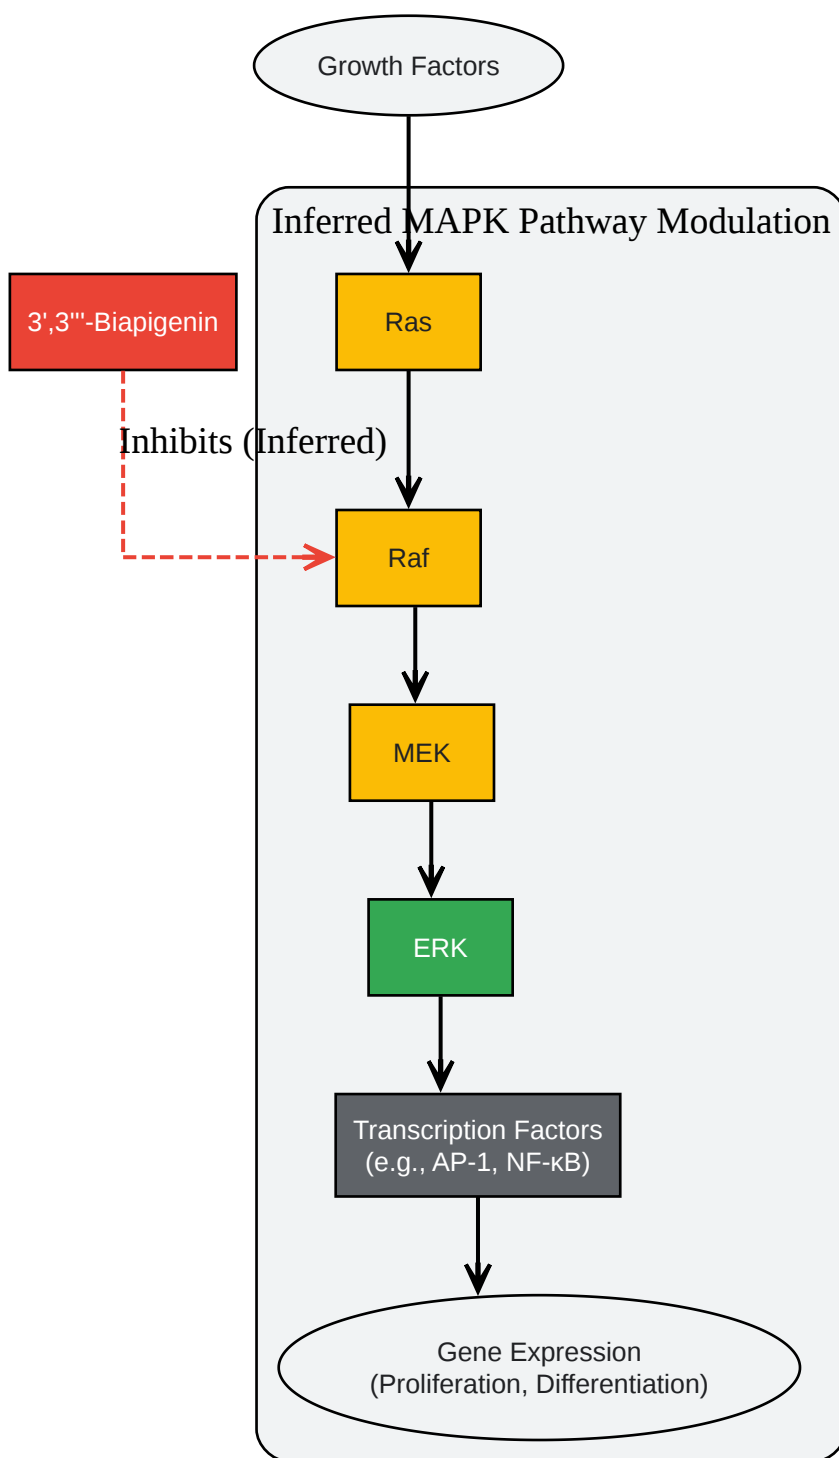 Growth Factors
Inferred MAPK Pathway Modulation
3',3'''-Biapigenin
Ras
Inhibits (Inferred)
Raf
MEK
ERK
Transcription Factors
(e.g., AP-1, NF-κB)
Gene Expression
(Proliferation, Differentiation)